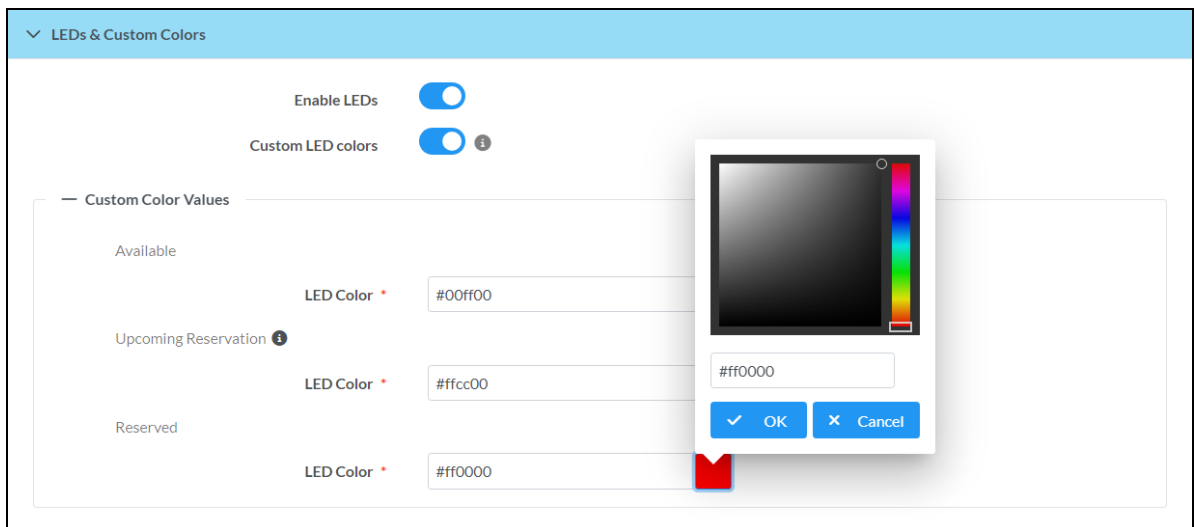 LEDs & Custom Colors
Enable LEDs
Custom LED colors
Custom Color Values
Available
LED Color *
#00ff00
Upcoming Reservation
LED Color *
#ffcc00
Reserved
LED Color *
#ff0000
#ff0000
OK
Cancel